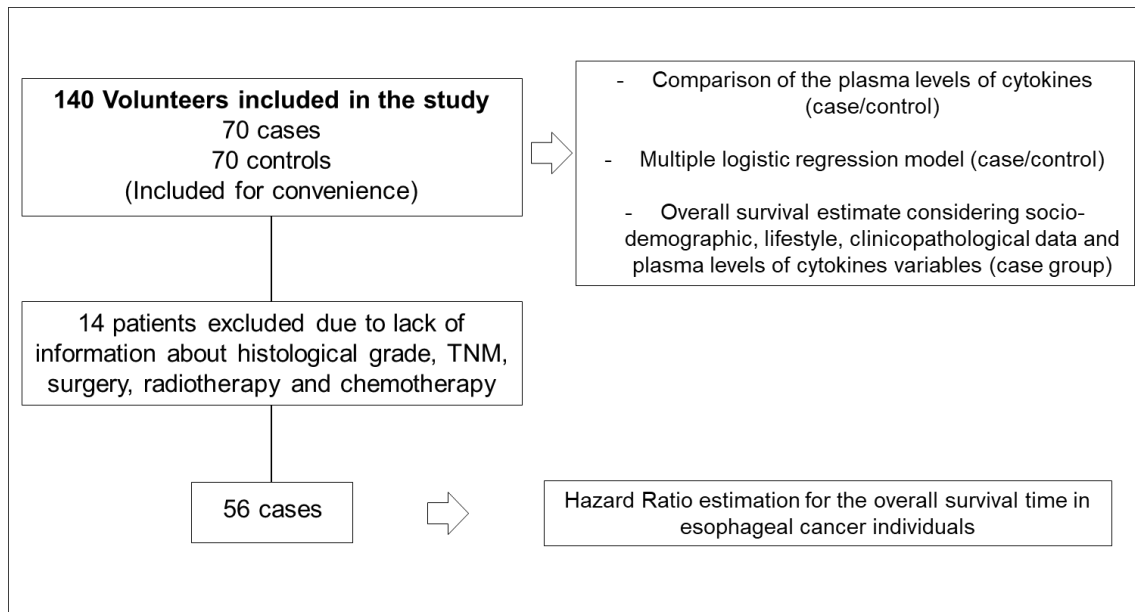 140 Volunteers included in the study
70 cases
70 controls
(Included for convenience)
- Comparison of the plasma levels of cytokines
(case/control)
- Multiple logistic regression model (case/control)
- Overall survival estimate considering socio-
demographic, lifestyle, clinicopathological data and
plasma levels of cytokines variables (case group)
14 patients excluded due to lack of
information about histological grade, TNM,
surgery, radiotherapy and chemotherapy
56 cases
Hazard Ratio estimation for the overall survival time in
esophageal cancer individuals